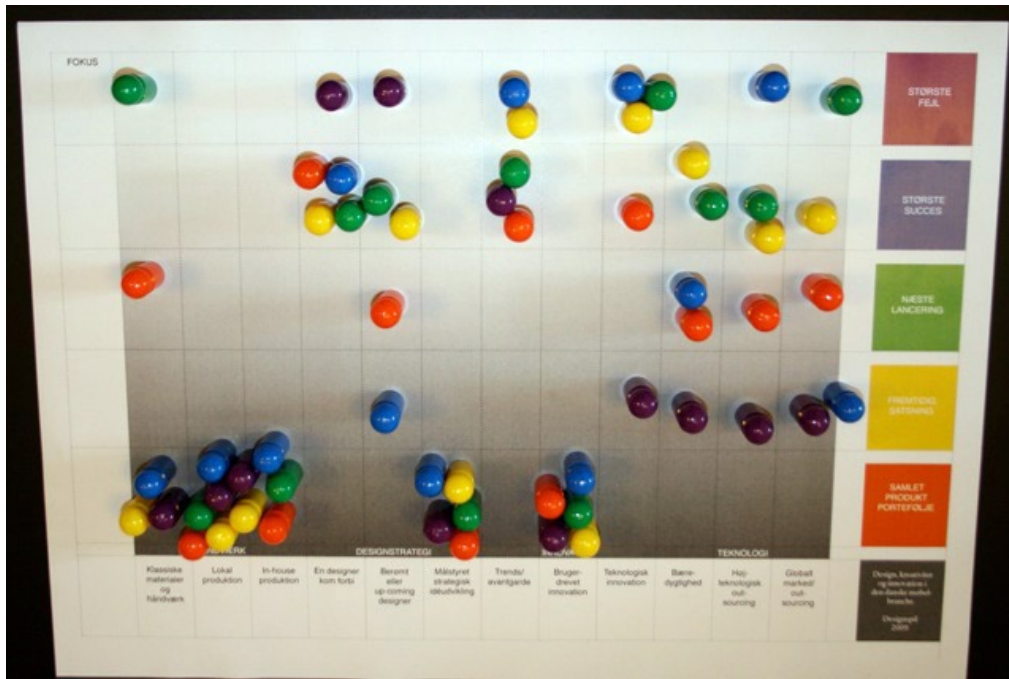 FOKUS
STØRSTE
FEJL
STØRSTE
SUCCES
NÆSTE
LANCERING
FREMTIDIG
SATSNING
SAMLET
PRODUKT
PORTEFØLJE
DESIGNSTRATEGI
TEKNOLOGI
Klassiske
materialer
og
håndværk
Lokal
produktion
In-house
produktion
En designer
kom forbi
Berømt
eller
up-coming
designer
Målstyret
strategisk
idéudvikling
Trends/
avantgarde
Bruger-
drevet
innovation
Teknologisk
innovation
Bære-
dygtighed
Høj-
teknologisk
out-
sourcing
Globalt
marked/
out-
sourcing
Design, kreativitet
og innovation i
den danske møbel-
branche.
Designspil
2009